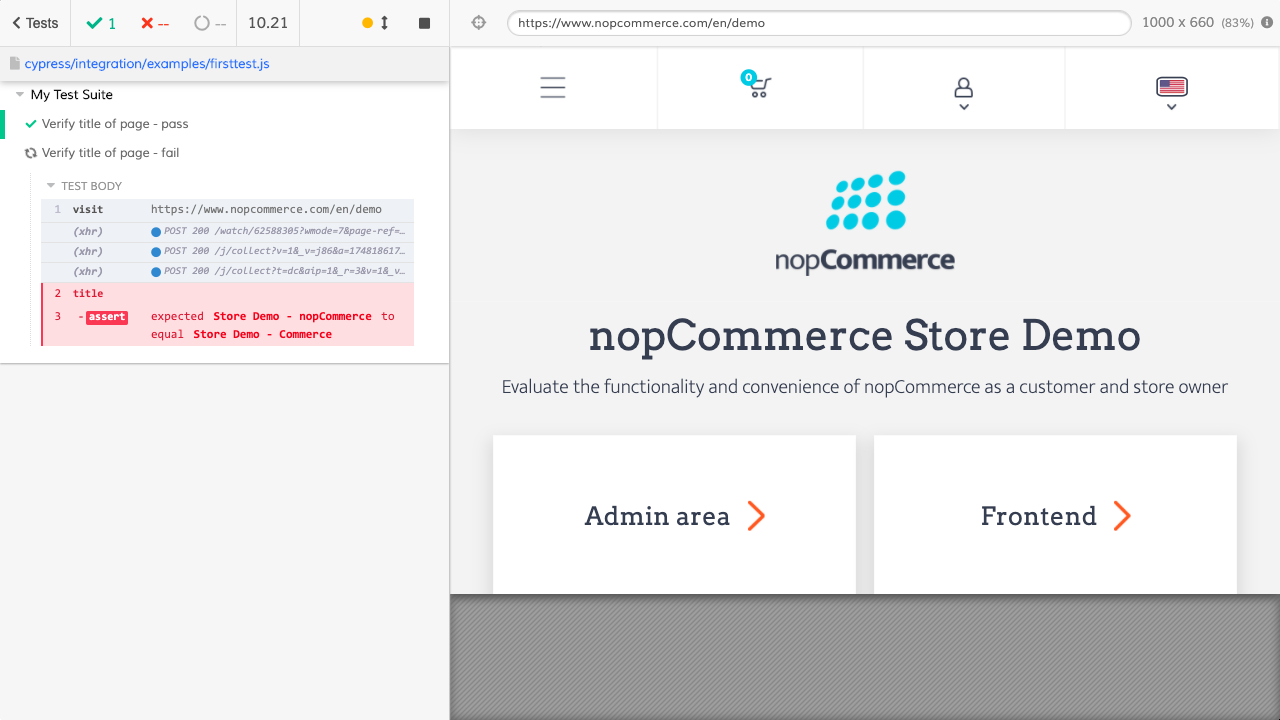 Tests
1
--
--
10.21
https://www.nopcommerce.com/en/demo
1000 x 660 (83%)
cypress/integration/examples/firsttest.js
My Test Suite
Verify title of page - pass
Verify title of page - fail
TEST BODY
1 visit https://www.nopcommerce.com/en/demo
(xhr) POST 200 /watch/62588305?wmode=7&page-ref=…
(xhr) POST 200 /j/collect?v=1&_v=j86&a=174818617…
(xhr) POST 200 /j/collect?t=dc&aip=1&_r=3&v=1&_v…
2 title
3 - assert expected Store Demo - nopCommerce to
equal Store Demo - Commerce
0
nopCommerce
nopCommerce Store Demo
Evaluate the functionality and convenience of nopCommerce as a customer and store owner
Admin area
Frontend